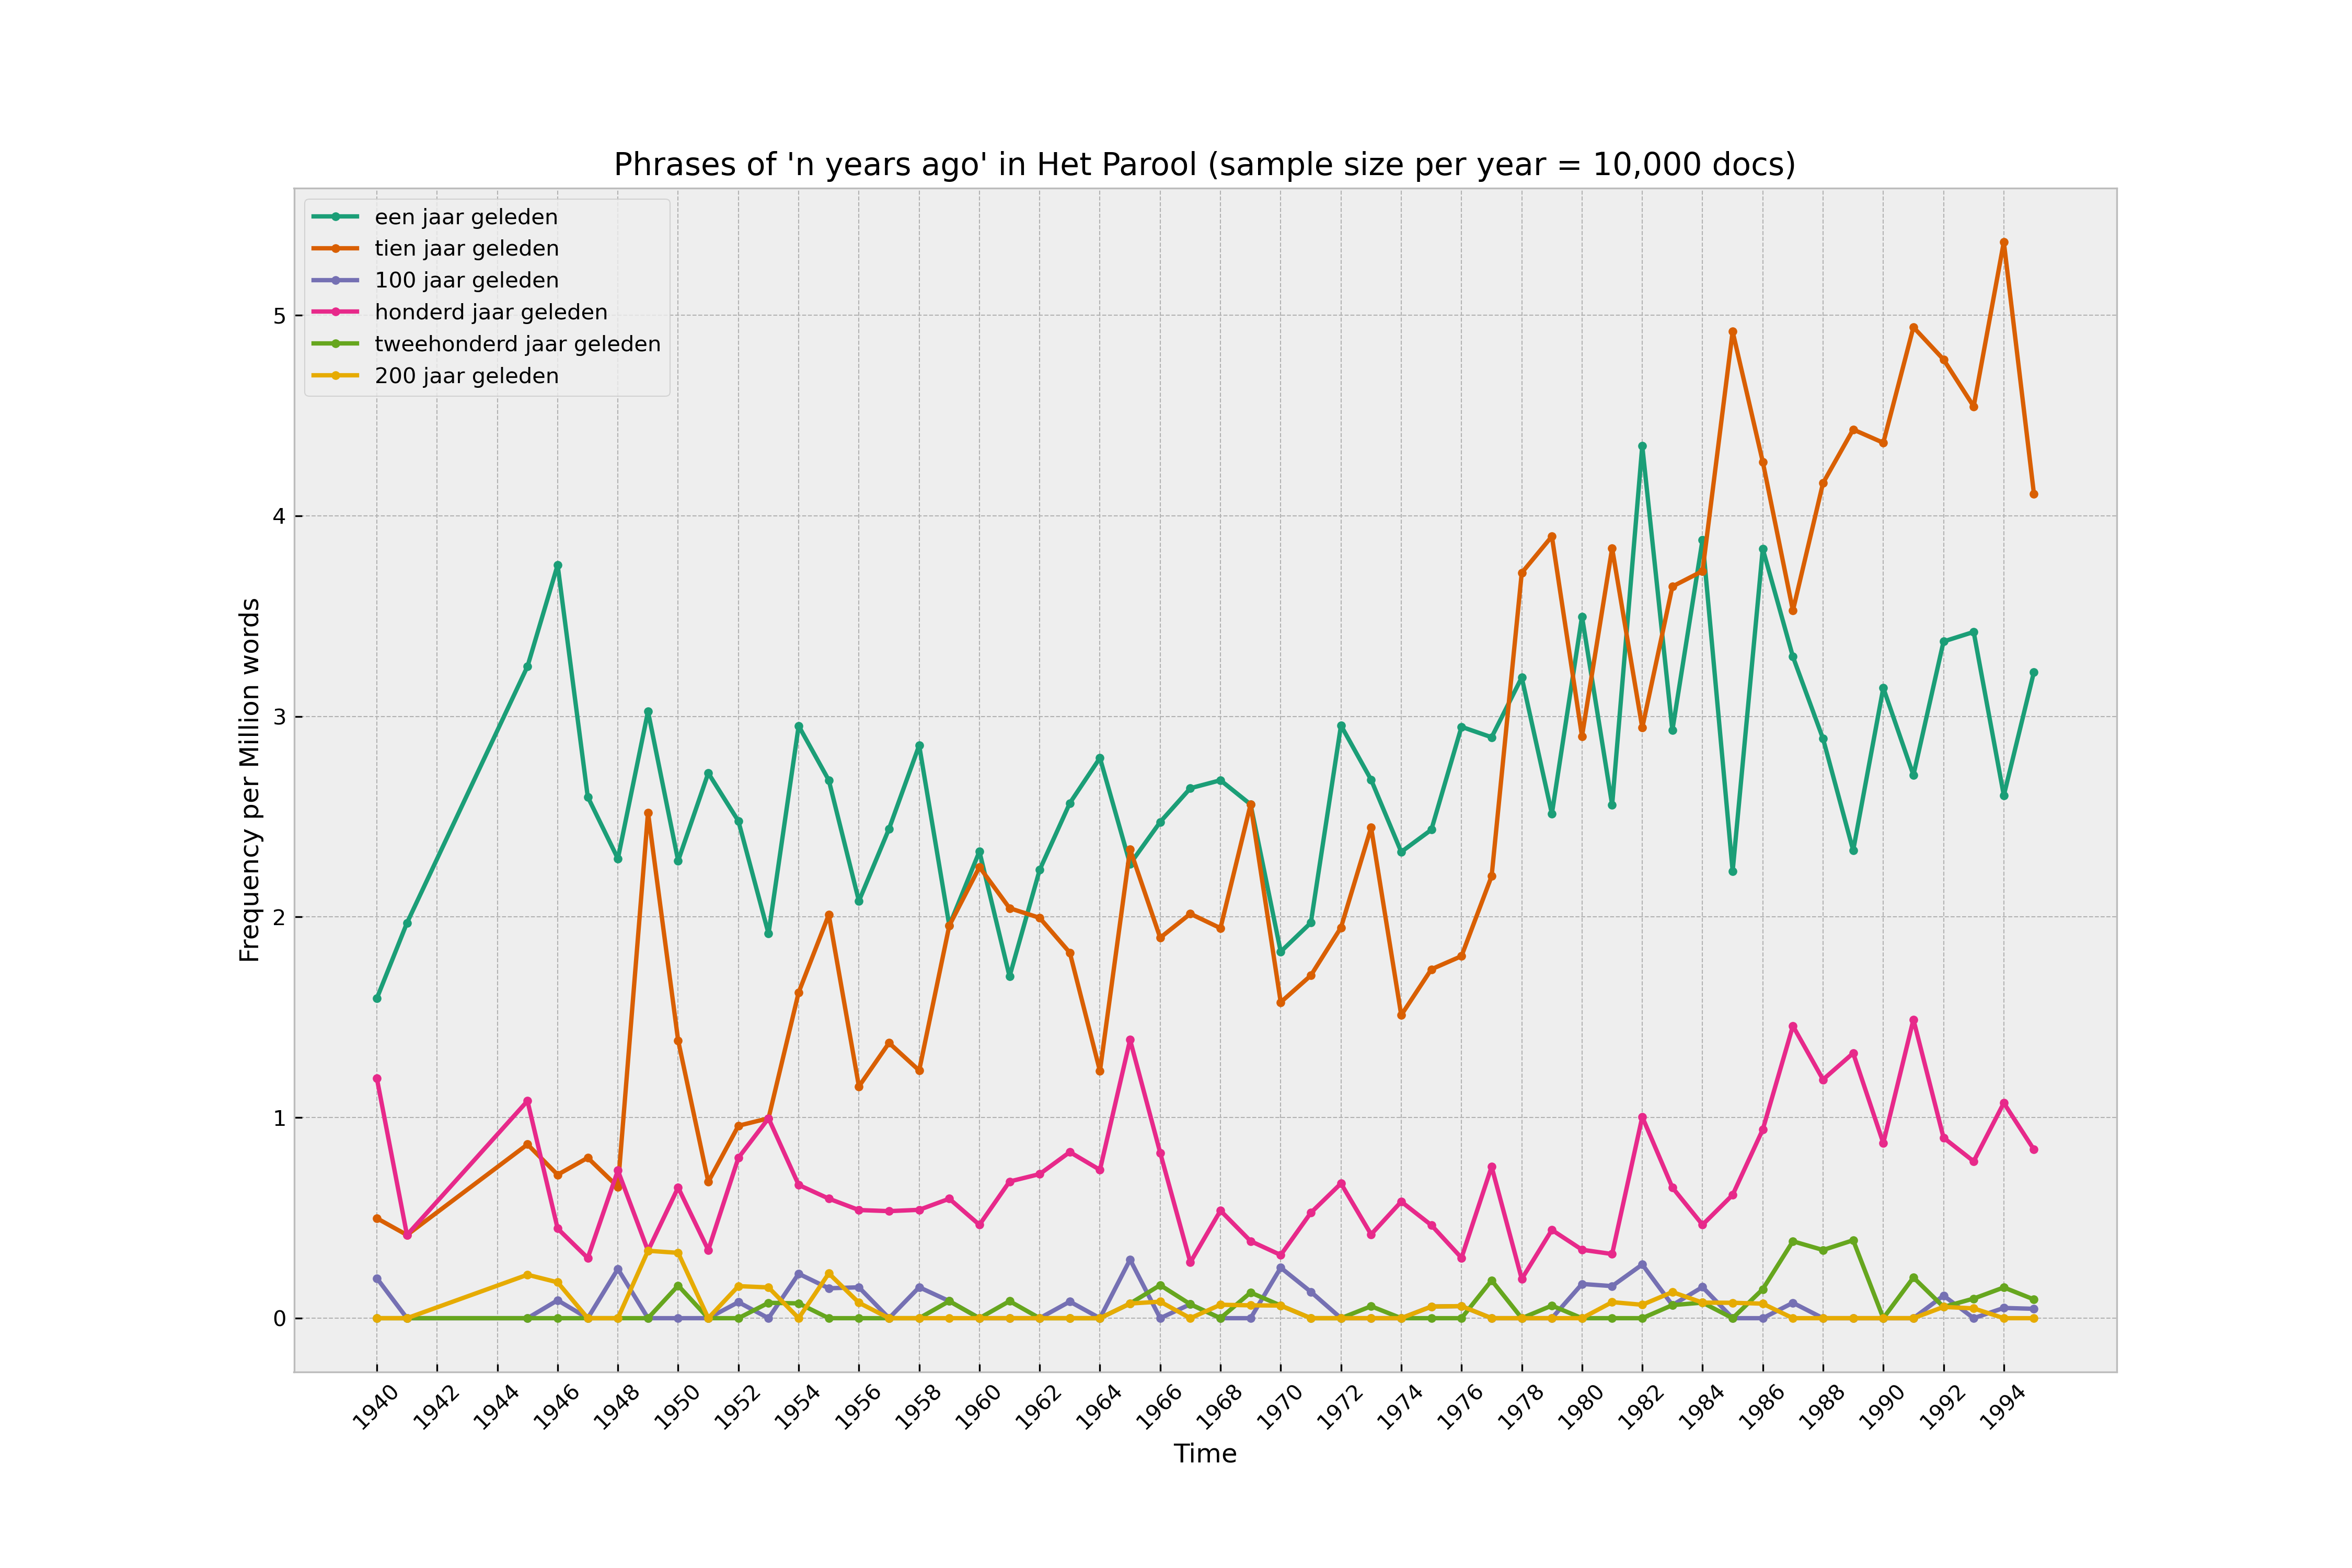 Phrases of 'n years ago' in Het Parool (sample size per year = 10,000 docs)
een jaar geleden
tien jaar geleden
100 jaar geleden
honderd jaar geleden
tweehonderd jaar geleden
200 jaar geleden
Frequency per Million words
5
4
3
2
1
0
1940 1942 1944 1946 1948 1950 1952 1954 1956 1958 1960 1962 1964 1966 1968 1970 1972 1974 1976 1978 1980 1982 1984 1986 1988 1990 1992 1994
Time